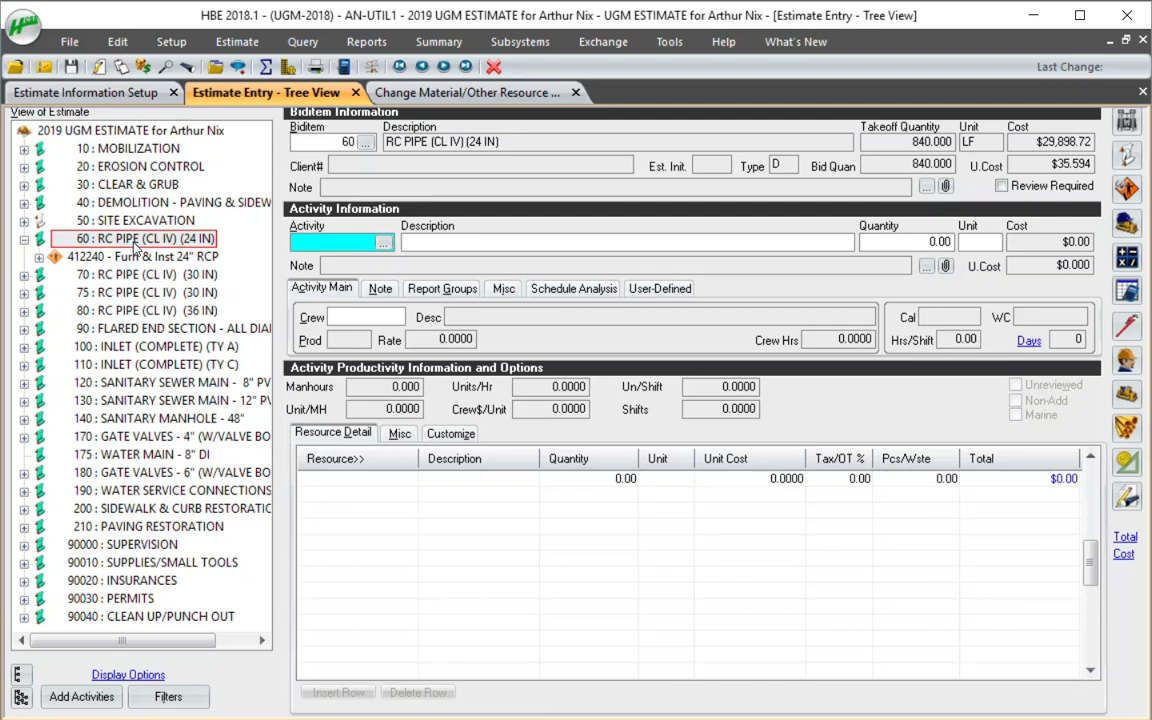 HBE 2018.1 - (UGM-2018) - AN-UTIL1 - 2019 UGM ESTIMATE for Arthur Nix - UGM ESTIMATE for Arthur Nix - [Estimate Entry - Tree View]
File Edit Setup Estimate Query Reports Summary Subsystems Exchange Tools Help What's New
Last Change:
Estimate Information Setup Estimate Entry - Tree View Change Material/Other Resource ...
View of Estimate
2019 UGM ESTIMATE for Arthur Nix
10 : MOBILIZATION
20 : EROSION CONTROL
30 : CLEAR & GRUB
40 : DEMOLITION - PAVING & SIDEW
50 : SITE EXCAVATION
60 : RC PIPE (CL IV) (24 IN)
412240 - Furn & Inst 24" RCP
70 : RC PIPE (CL IV) (30 IN)
75 : RC PIPE (CL IV) (30 IN)
80 : RC PIPE (CL IV) (36 IN)
90 : FLARED END SECTION - ALL DIAI
100 : INLET (COMPLETE) (TY A)
110 : INLET (COMPLETE) (TY C)
120 : SANITARY SEWER MAIN - 8" PV
130 : SANITARY SEWER MAIN - 12" PV
140 : SANITARY MANHOLE - 48"
170 : GATE VALVES - 4" (W/VALVE BO
175 : WATER MAIN - 8" DI
180 : GATE VALVES - 6" (W/VALVE BO
190 : WATER SERVICE CONNECTIONS
200 : SIDEWALK & CURB RESTORATIC
210 : PAVING RESTORATION
90000 : SUPERVISION
90010 : SUPPLIES/SMALL TOOLS
90020 : INSURANCES
90030 : PERMITS
90040 : CLEAN UP/PUNCH OUT
Display Options
Add Activities Filters
Biditem Information
Biditem Description Takeoff Quantity Unit Cost
60 ... RC PIPE (CL IV) (24 IN) 840.000 LF $29,898.72
Client# Est. Init. Type D Bid Quan 840.000 U.Cost $35.594
Note ... Review Required
Activity Information
Activity Description Quantity Unit Cost
... 0.00 $0.00
Note ... U.Cost $0.000
Activity Main Note Report Groups Misc Schedule Analysis User-Defined
Crew Desc Cal WC
Prod Rate 0.0000 Crew Hrs 0.0000 Hrs/Shift 0.00 Days 0
Activity Productivity Information and Options
Manhours 0.000 Units/Hr 0.0000 Un/Shift 0.0000 Unreviewed
Non-Add
Unit/MH 0.0000 Crew$/Unit 0.0000 Shifts 0.0000 Marine
Resource Detail Misc Customize
Resource>> Description Quantity Unit Unit Cost Tax/OT % Pcs/Wste Total
0.00 0.0000 0.00 0.00 $0.00
Insert Row Delete Row
Total
Cost